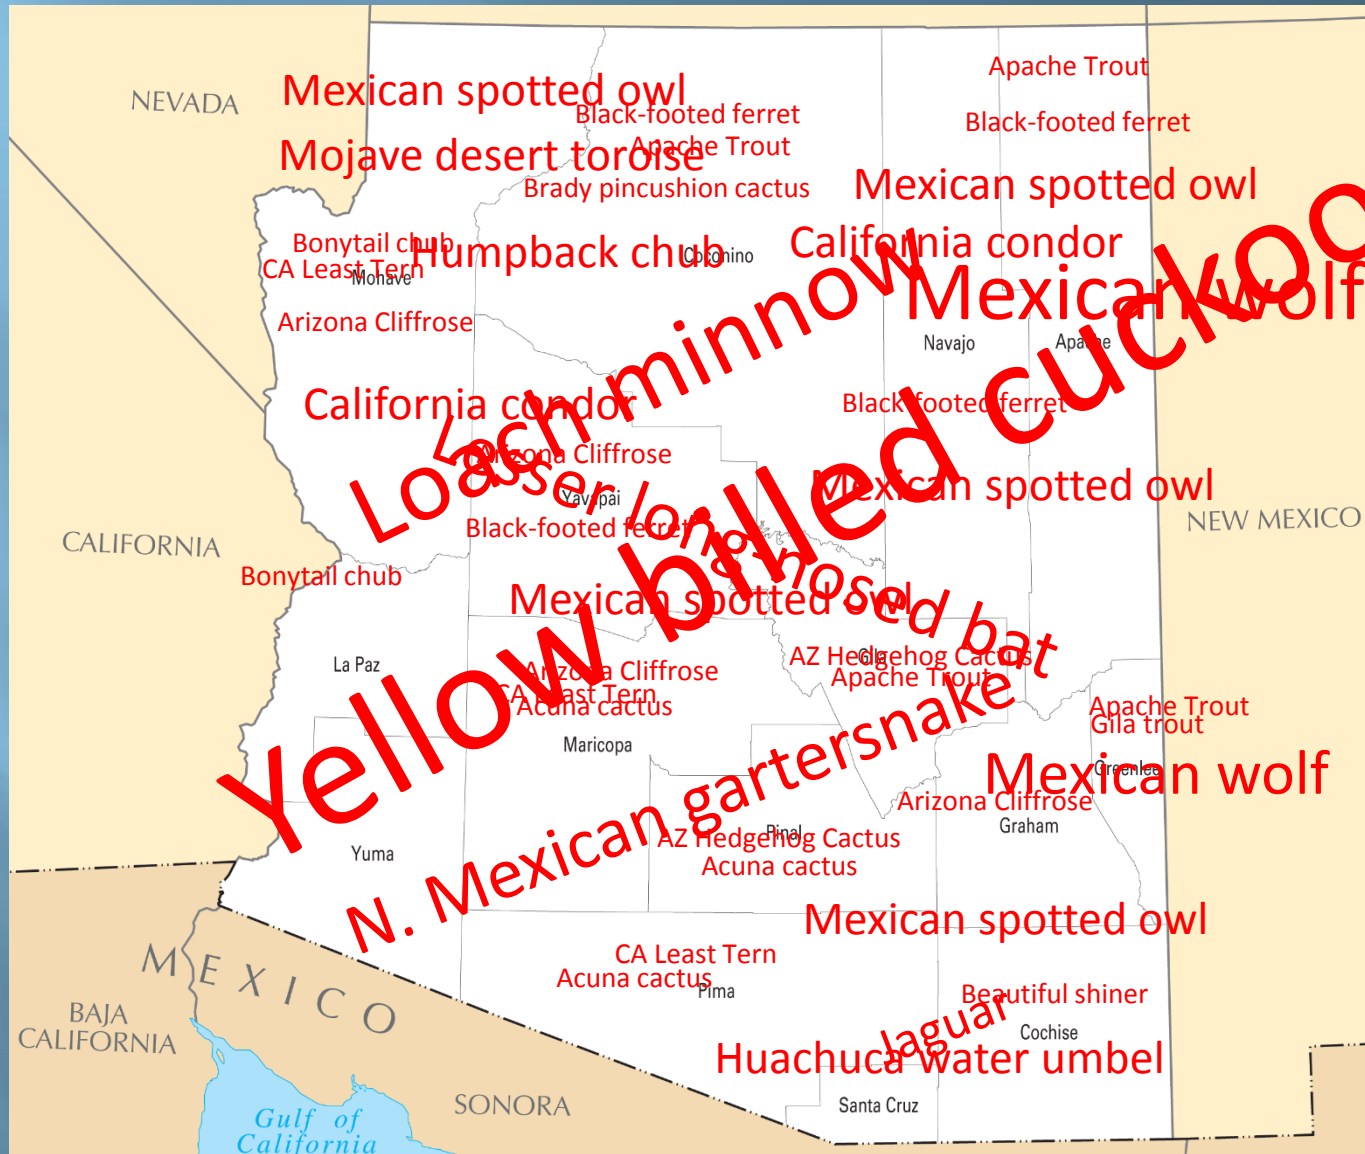 Apache Trout
Mexican spotted owl
NEVADA
Black-footed ferret
Black-footed ferret
Apache Trout
Mojave desert toroise
Brady pincushion cactus
Mexican spotted owl
Bonytail chub
Humpback chub
California condor
Coconino
CA Least Tern
Mohave
Mexican wolf
Arizona Cliffrose
Navajo
Apache
California condor
Black-footed ferret
Loach minnow
Arizona Cliffrose
Lesser long-nosed bat
Yellow billed cuckoo
Mexican spotted owl
Yavapai
NEW MEXICO
Black-footed ferret
CALIFORNIA
Bonytail chub
Mexican spotted owl
La Paz
AZ Hedgehog Cactus
Gila
Arizona Cliffrose
Apache Trout
CA Least Tern
Acuna cactus
Apache Trout
Gila trout
Maricopa
N. Mexican gartersnake
Mexican wolf
Greenlee
Arizona Cliffrose
Graham
Yuma
AZ Hedgehog Cactus
Pinal
Acuna cactus
Mexican spotted owl
CA Least Tern
Acuna cactus
Pima
MEXICO
Beautiful shiner
BAJA
CALIFORNIA
Jaguar
Cochise
Huachuca water umbel
SONORA
Santa Cruz
Gulf of
California